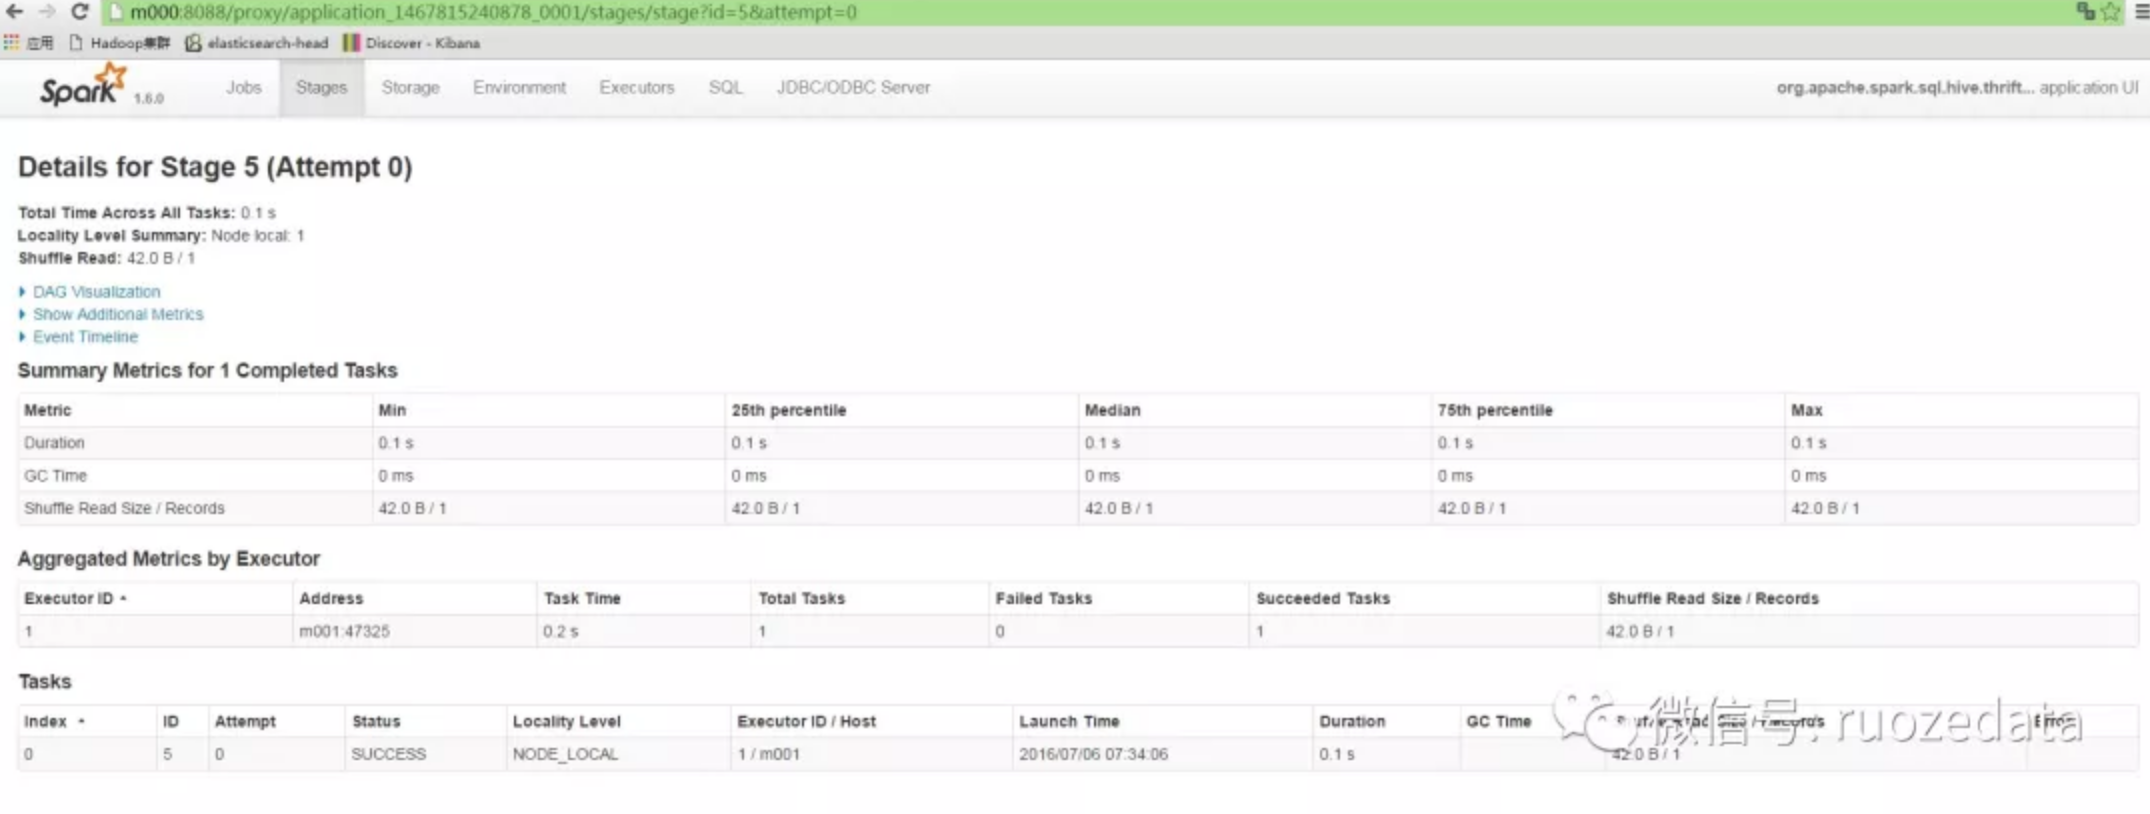 m000:8088/proxy/application_1467815240878_0001/stages/stage?id=5&attempt=0
应用 Hadoop集群 elasticsearch-head Discover - Kibana
Spark 1.6.0 Jobs Stages Storage Environment Executors SQL JDBC/ODBC Server org.apache.spark.sql.hive.thrift... application UI
Details for Stage 5 (Attempt 0)
Total Time Across All Tasks: 0.1 s
Locality Level Summary: Node local: 1
Shuffle Read: 42.0 B / 1
DAG Visualization
Show Additional Metrics
Event Timeline
Summary Metrics for 1 Completed Tasks
Metric Min 25th percentile Median 75th percentile Max
Duration 0.1 s 0.1 s 0.1 s 0.1 s 0.1 s
GC Time 0 ms 0 ms 0 ms 0 ms 0 ms
Shuffle Read Size / Records 42.0 B / 1 42.0 B / 1 42.0 B / 1 42.0 B / 1 42.0 B / 1
Aggregated Metrics by Executor
Executor ID Address Task Time Total Tasks Failed Tasks Succeeded Tasks Shuffle Read Size / Records
1 m001:47325 0.2 s 1 0 1 42.0 B / 1
Tasks
Index ID Attempt Status Locality Level Executor ID / Host Launch Time Duration GC Time Size / Records
0 5 0 SUCCESS NODE_LOCAL 1 / m001 2016/07/06 07:34:06 0.1 s 42.0 B / 1
微信号: ruozedata